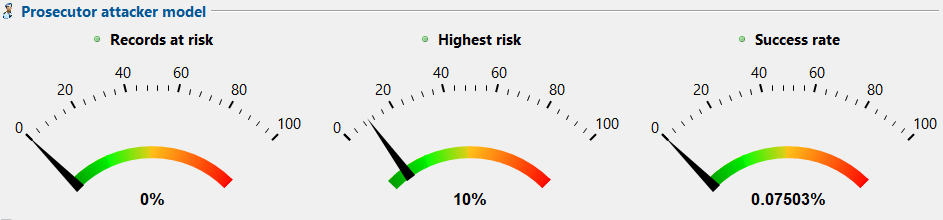 Prosecutor attacker model
Records at risk
0 20 40 60 80 100
0%
Highest risk
0 20 40 60 80 100
10%
Success rate
0 20 40 60 80 100
0.07503%